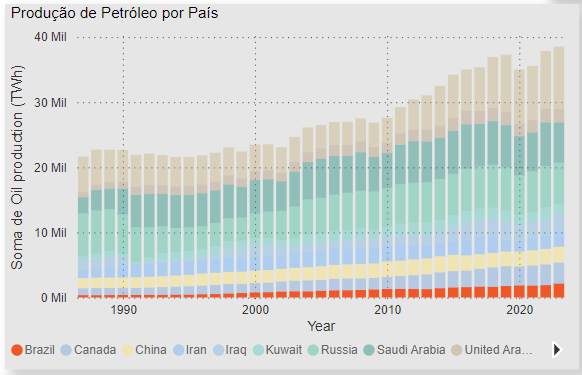 Produção de Petróleo por País
40 Mil
30 Mil
20 Mil
10 Mil
0 Mil
Soma de Oil production (TWh)
1990 2000 2010 2020
Year
Brazil Canada China Iran Iraq Kuwait Russia Saudi Arabia United Ara...